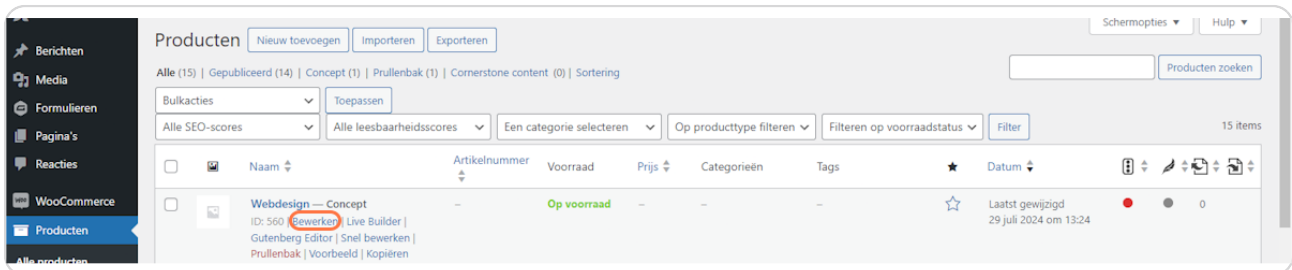 Schermopties ▼ Hulp ▼
Berichten
Media
Formulieren
Pagina's
Reacties
WooCommerce
Producten
Alle producten
Producten Nieuw toevoegen Importeren Exporteren
Alle (15) | Gepubliceerd (14) | Concept (1) | Prullenbak (1) | Cornerstone content (0) | Sortering
Producten zoeken
Bulkacties Toepassen
Alle SEO-scores Alle leesbaarheidsscores Een categorie selecteren Op producttype filteren Filteren op voorraadstatus Filter 15 items
Naam Artikelnummer Voorraad Prijs Categorieën Tags Datum
Webdesign — Concept – Op voorraad – – – Laatst gewijzigd 0
ID: 560 | Bewerken | Live Builder | 29 juli 2024 om 13:24
Gutenberg Editor | Snel bewerken |
Prullenbak | Voorbeeld | Kopiëren